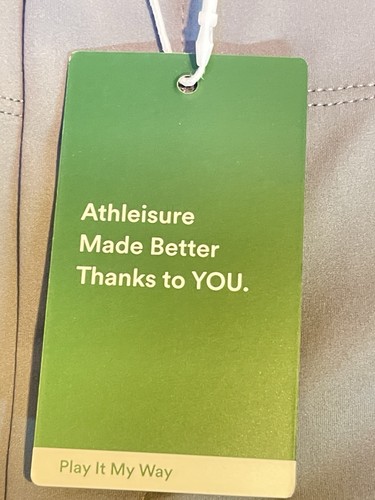 Athleisure
Made Better
Thanks to YOU.
Play It My Way